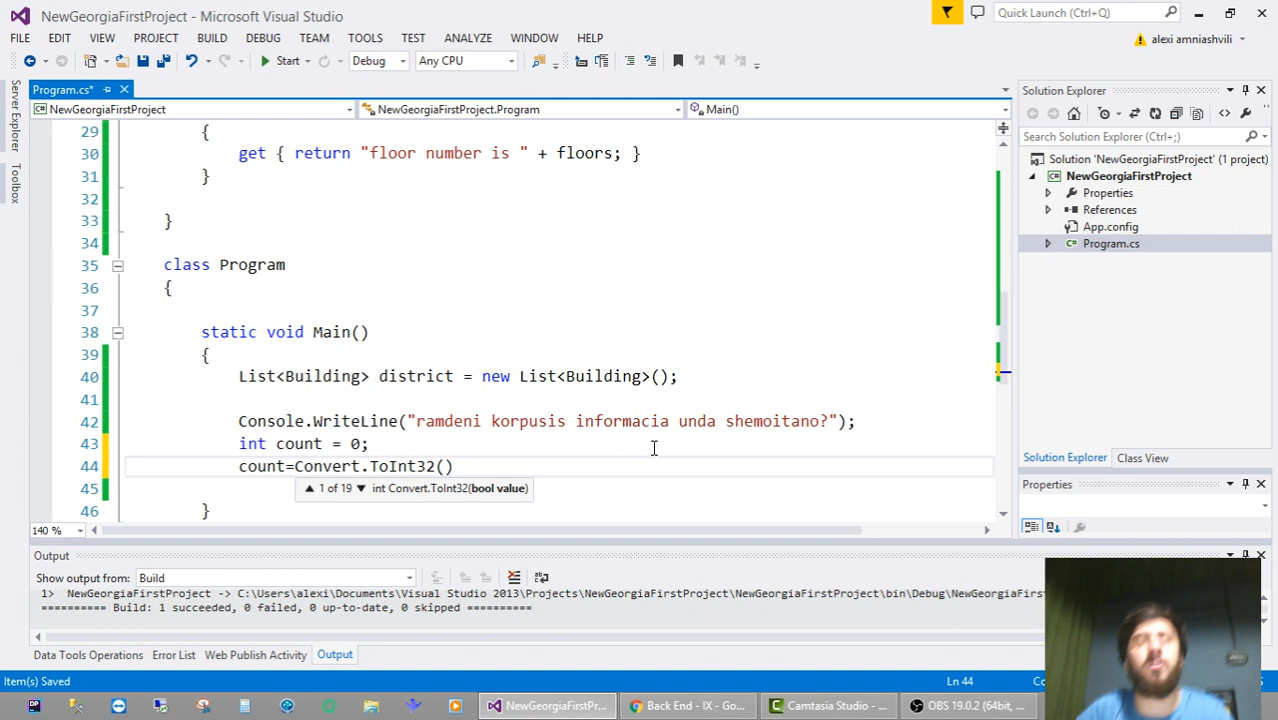 NewGeorgiaFirstProject - Microsoft Visual Studio
Quick Launch (Ctrl+Q)
FILE EDIT VIEW PROJECT BUILD DEBUG TEAM TOOLS TEST ANALYZE WINDOW HELP
alexi amniashvili
Start Debug Any CPU
Program.cs*
NewGeorgiaFirstProject NewGeorgiaFirstProject.Program Main()
Server Explorer
Toolbox
29 {
30 get { return "floor number is " + floors; }
31 }
32
33 }
34
35 class Program
36 {
37
38 static void Main()
39 {
40 List<Building> district = new List<Building>();
41
42 Console.WriteLine("ramdeni korpusis informacia unda shemoitano?");
43 int count = 0;
44 count=Convert.ToInt32()
45 1 of 19 int Convert.ToInt32(bool value)
46 }
140 %
Solution Explorer
Search Solution Explorer (Ctrl+;)
Solution 'NewGeorgiaFirstProject' (1 project)
NewGeorgiaFirstProject
Properties
References
App.config
Program.cs
Solution Explorer Class View
Properties
Output
Show output from: Build
1> NewGeorgiaFirstProject -> C:\Users\alexi\Documents\Visual Studio 2013\Projects\NewGeorgiaFirstProject\NewGeorgiaFirstProject\bin\Debug\NewGeorgiaFirst
========== Build: 1 succeeded, 0 failed, 0 up-to-date, 0 skipped ==========
Data Tools Operations Error List Web Publish Activity Output
Item(s) Saved Ln 44
NewGeorgiaFirstPr... Back End - IX - Go... Camtasia Studio - ... OBS 19.0.2 (64bit, ...